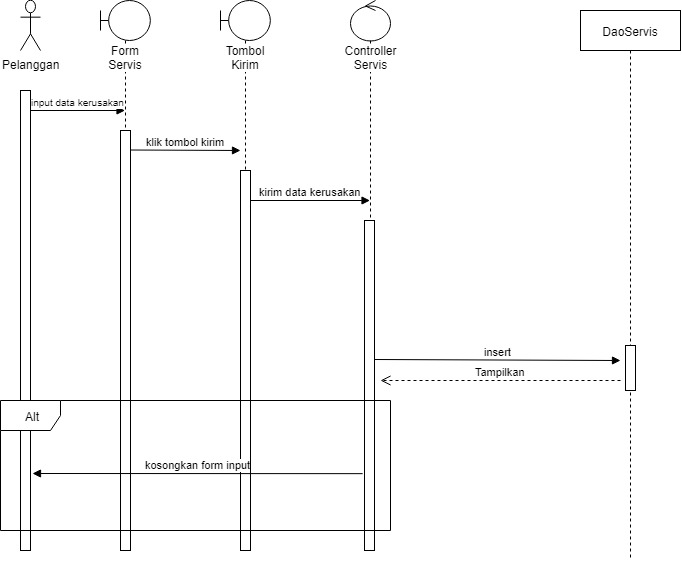 Pelanggan
Form
Servis
Tombol
Kirim
Controller
Servis
DaoServis
input data kerusakan
klik tombol kirim
kirim data kerusakan
insert
Tampilkan
Alt
kosongkan form input